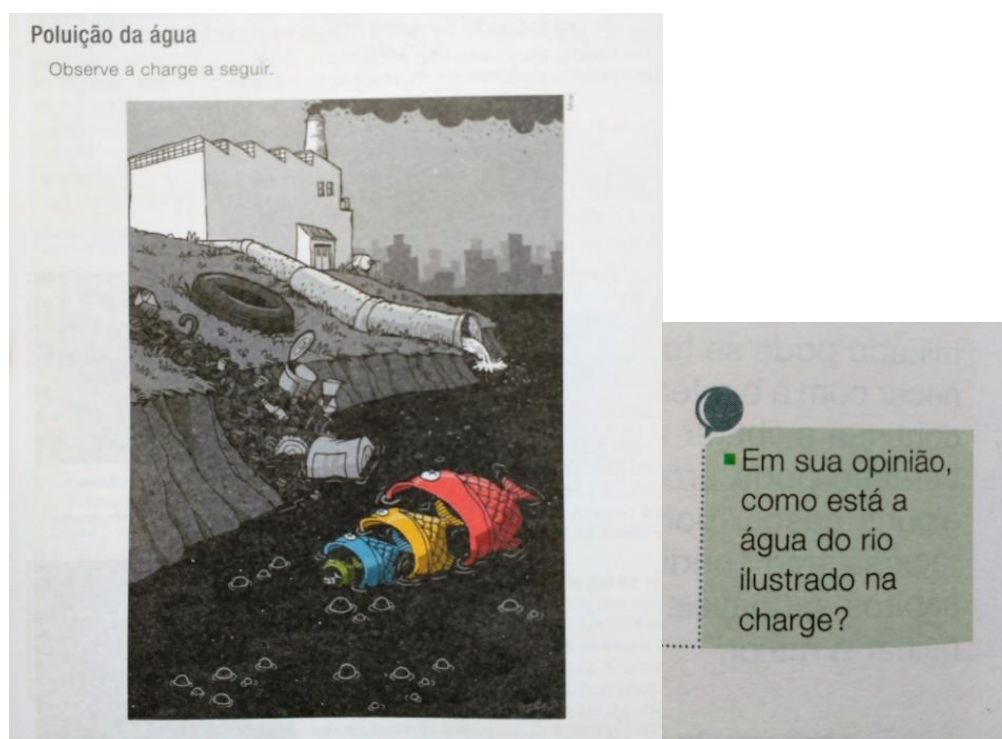 Poluição da água
Observe a charge a seguir.
Em sua opinião,
como está a
água do rio
ilustrado na
charge?